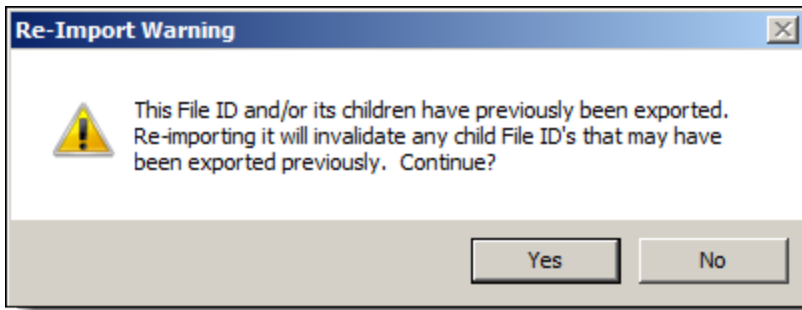 Re-Import Warning
This File ID and/or its children have previously been exported.
Re-importing it will invalidate any child File ID's that may have
been exported previously.  Continue?
Yes
No